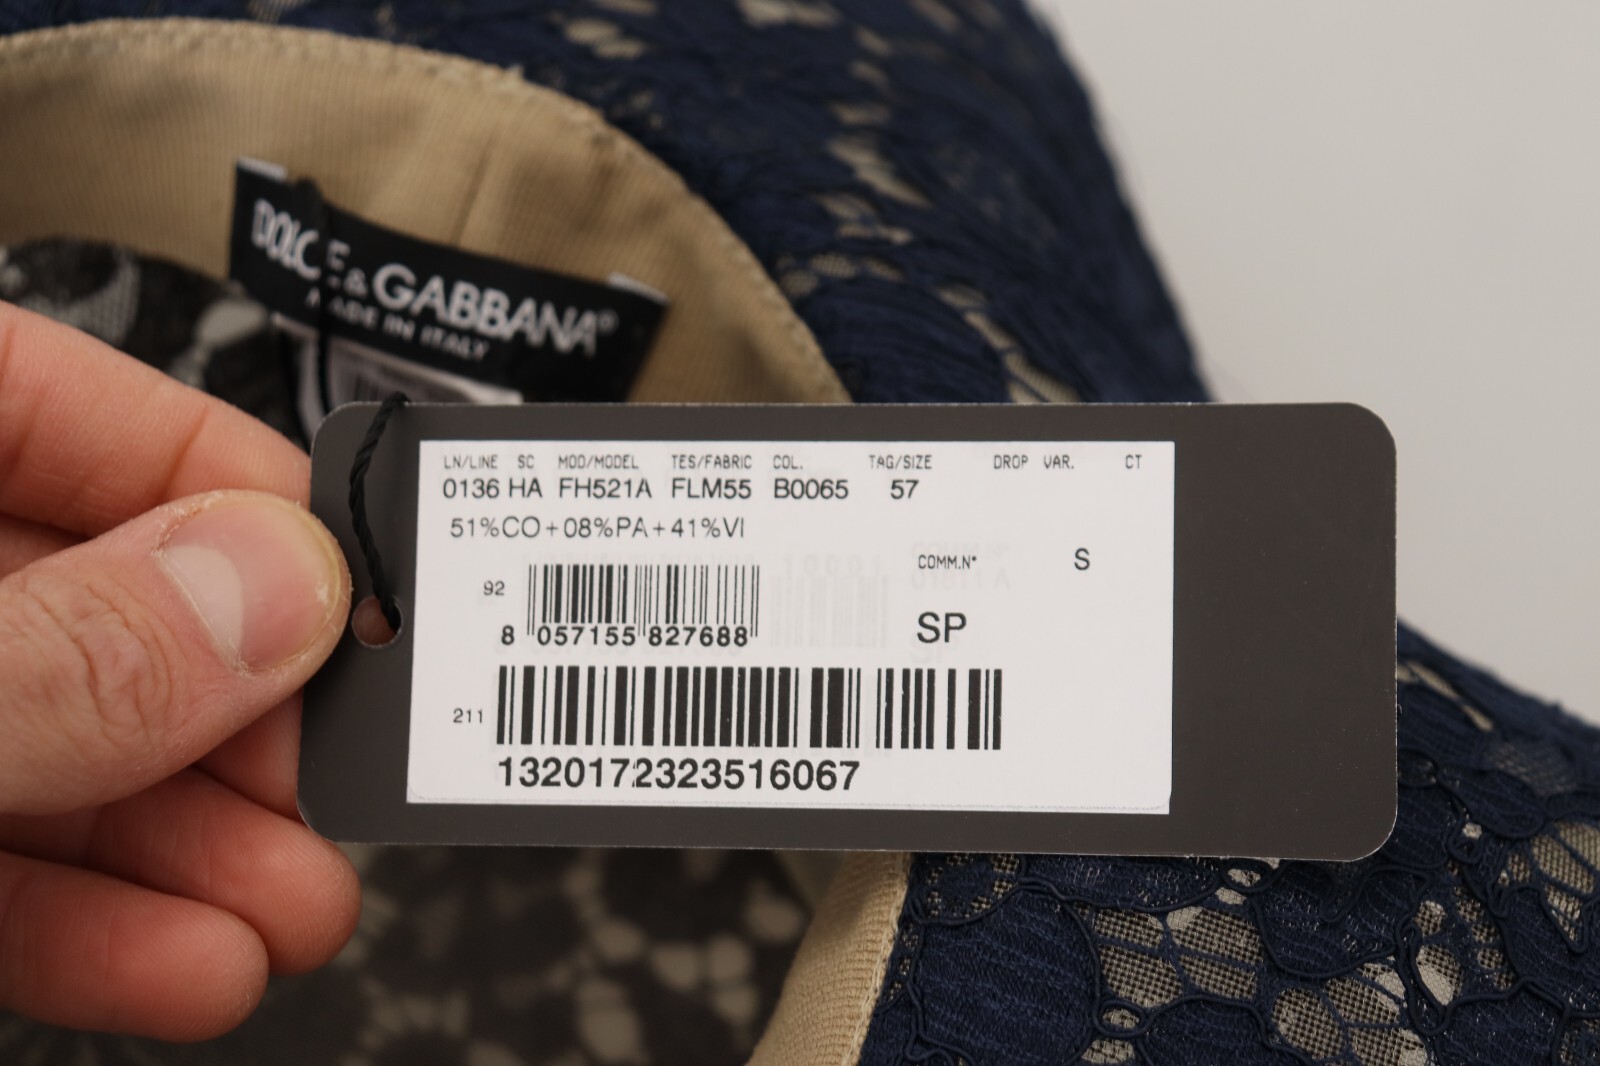 DOLCE & GABBANA®
MADE IN ITALY
LN/LINE SC MOD/MODEL TES/FABRIC COL. TAG/SIZE DROP VAR. CT
0136 HA FH521A FLM55 B0065 57
51%CO+08%PA+41%VI
COMM.N° S
92
8 057155 827688
SP
211
1320172323516067